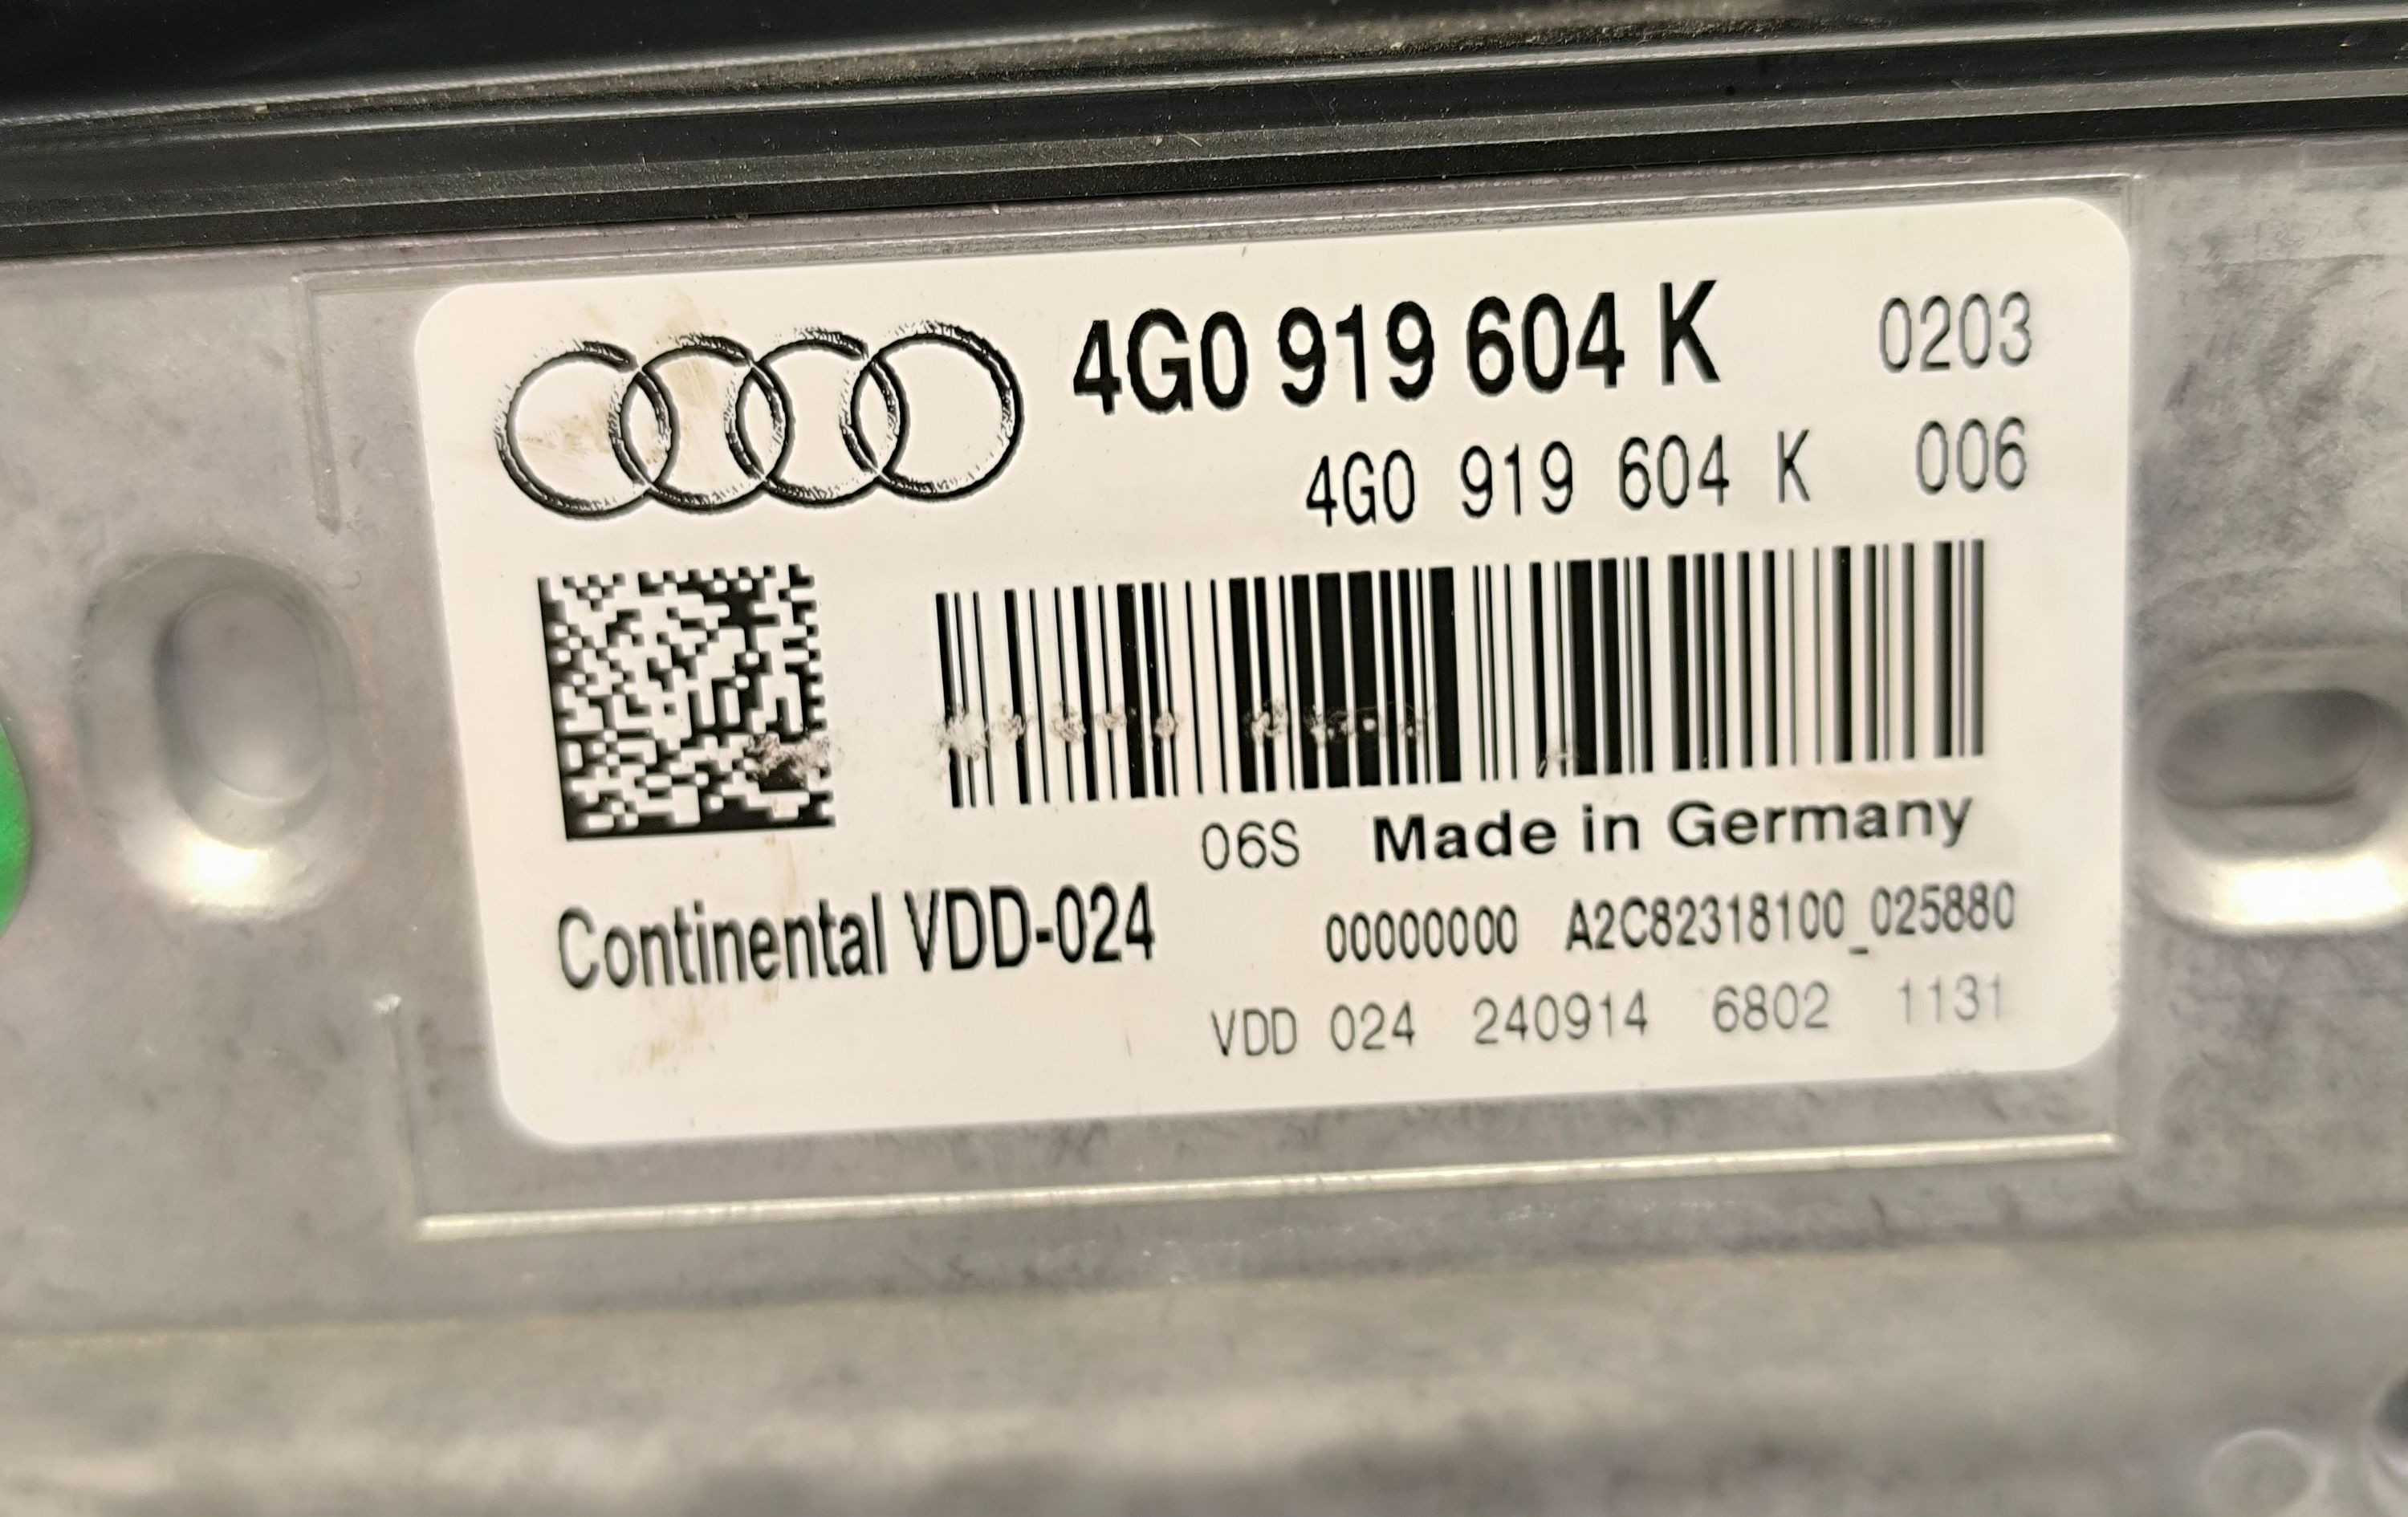 4G0 919 604 K 0203
4G0 919 604 K 006
06S Made in Germany
Continental VDD-024 00000000 A2C82318100_025880
VDD 024 240914 6802 1131